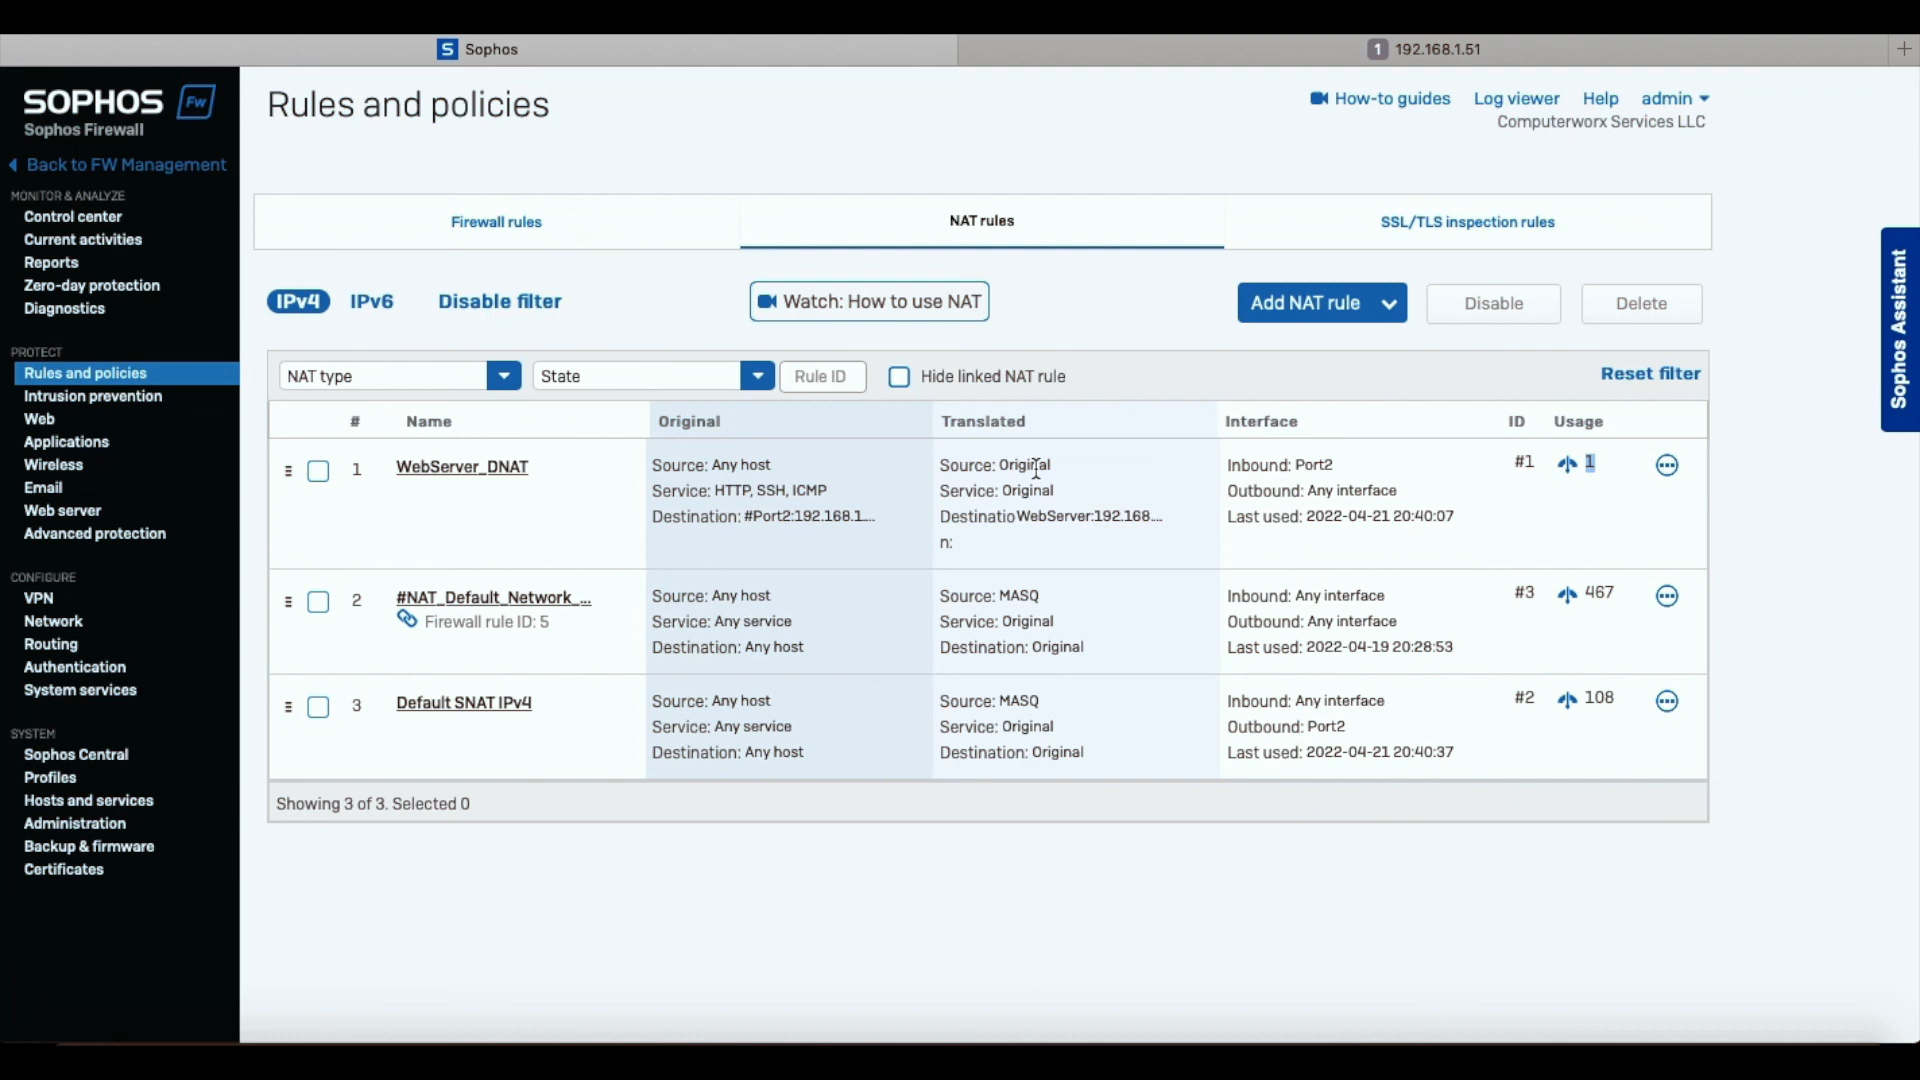 S Sophos
1 192.168.1.51 +
SOPHOS Fw
Sophos Firewall
Back to FW Management
MONITOR & ANALYZE
Control center
Current activities
Reports
Zero-day protection
Diagnostics
PROTECT
Rules and policies
Intrusion prevention
Web
Applications
Wireless
Email
Web server
Advanced protection
CONFIGURE
VPN
Network
Routing
Authentication
System services
SYSTEM
Sophos Central
Profiles
Hosts and services
Administration
Backup & firmware
Certificates
Rules and policies
How-to guides Log viewer Help admin
Computerworx Services LLC
Firewall rules NAT rules SSL/TLS inspection rules
IPv4 IPv6 Disable filter Watch: How to use NAT Add NAT rule Disable Delete
NAT type State Rule ID Hide linked NAT rule Reset filter
# Name Original Translated Interface ID Usage
1 WebServer_DNAT Source: Any host Source: Original Inbound: Port2 #1 1
Service: HTTP, SSH, ICMP Service: Original Outbound: Any interface
Destination: #Port2:192.168.1.... DestinatioWebServer:192.168.... Last used: 2022-04-21 20:40:07
n:
2 #NAT_Default_Network_... Source: Any host Source: MASQ Inbound: Any interface #3 467
Firewall rule ID: 5 Service: Any service Service: Original Outbound: Any interface
Destination: Any host Destination: Original Last used: 2022-04-19 20:28:53
3 Default SNAT IPv4 Source: Any host Source: MASQ Inbound: Any interface #2 108
Service: Any service Service: Original Outbound: Port2
Destination: Any host Destination: Original Last used: 2022-04-21 20:40:37
Showing 3 of 3. Selected 0
Sophos Assistant